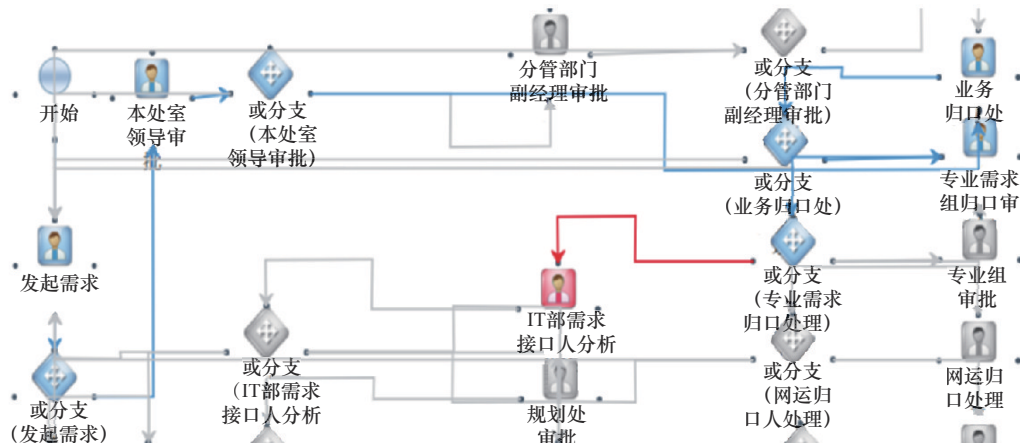 分管部门
副经理审批
或分支
（分管部门
副经理审批）
业务
归口处
开始
本处室
领导审
批
或分支
（本处室
领导审批）
或分支
（业务归口处）
专业需求
组归口审
发起需求
或分支
（专业需求
归口处理）
专业组
审批
IT部需求
接口人分析
或分支
（IT部需求
接口人分析
规划处
审批
或分支
（网运归
口人处理）
网运归
口处理
或分支
（发起需求）